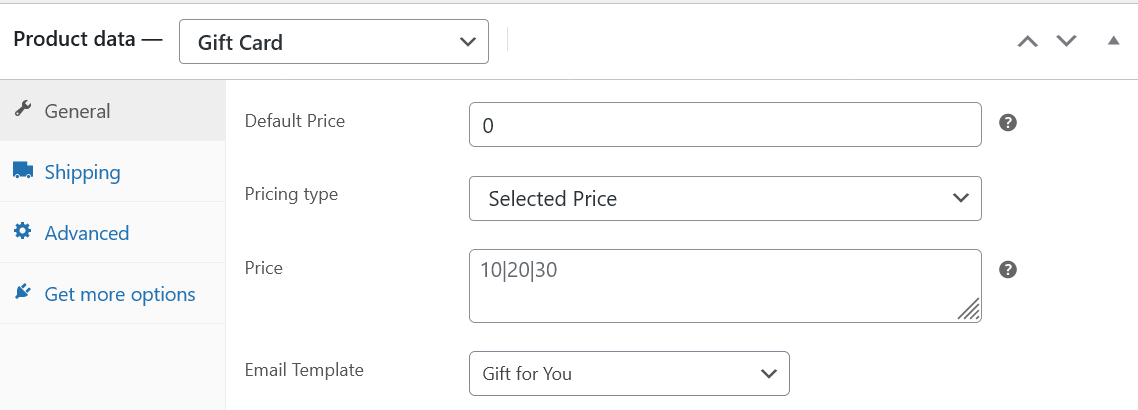 Product data — Gift Card
General
Shipping
Advanced
Get more options
Default Price 0
Pricing type Selected Price
Price 10|20|30
Email Template Gift for You